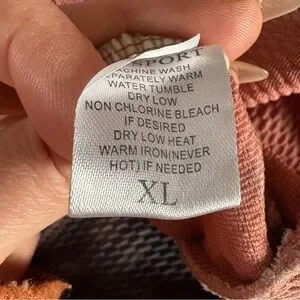 SPORT
MACHINE WASH
SEPARATELY WARM
WATER TUMBLE
DRY LOW
NON CHLORINE BLEACH
IF DESIRED
DRY LOW HEAT
WARM IRON(NEVER
HOT) IF NEEDED
XL